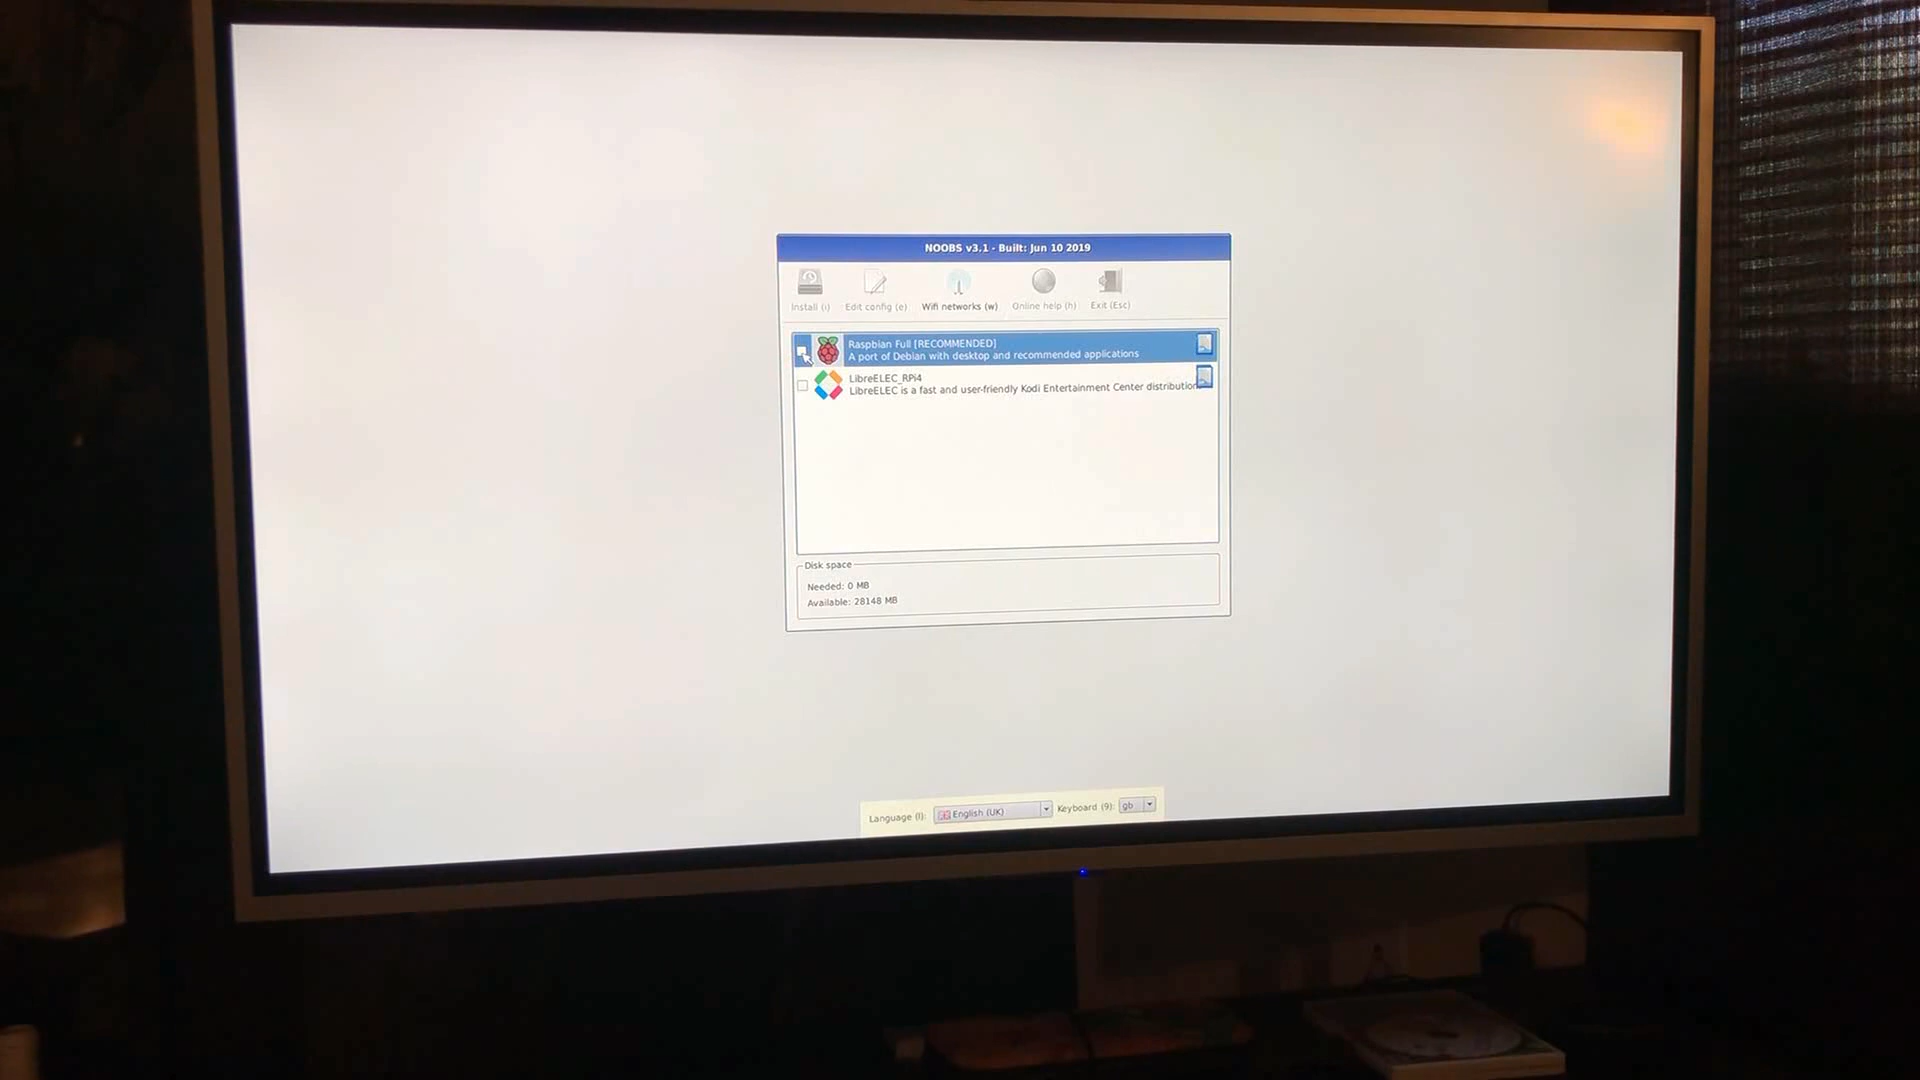 NOOBS v3.1 - Built: Jun 10 2019
Install (i) Edit config (e) Wifi networks (w) Online help (h) Exit (Esc)
Raspbian Full [RECOMMENDED]
A port of Debian with desktop and recommended applications
LibreELEC_RPi4
LibreELEC is a fast and user-friendly Kodi Entertainment Center distribution
Disk space
Needed: 0 MB
Available: 28148 MB
Language (l): English (UK) Keyboard (9): gb